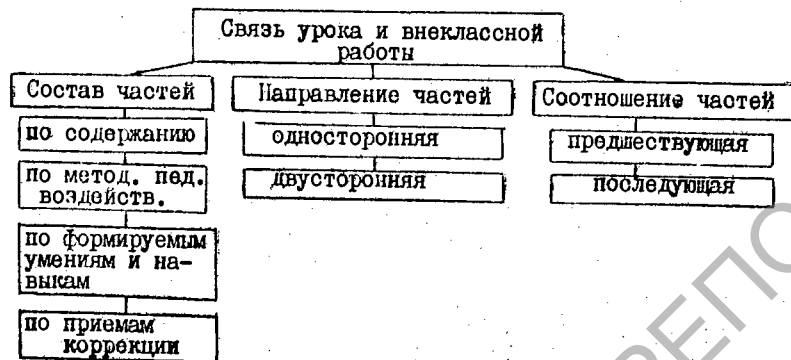 Связь урока и внеклассной
работы
Состав частей
Направление частей
Соотношение частей
по содержанию
односторонняя
предшествующая
по метод. пед.
воздейств.
двусторонняя
последующая
по формируемым
умениям и на-
выкам
по приемам
коррекции
РЕПО